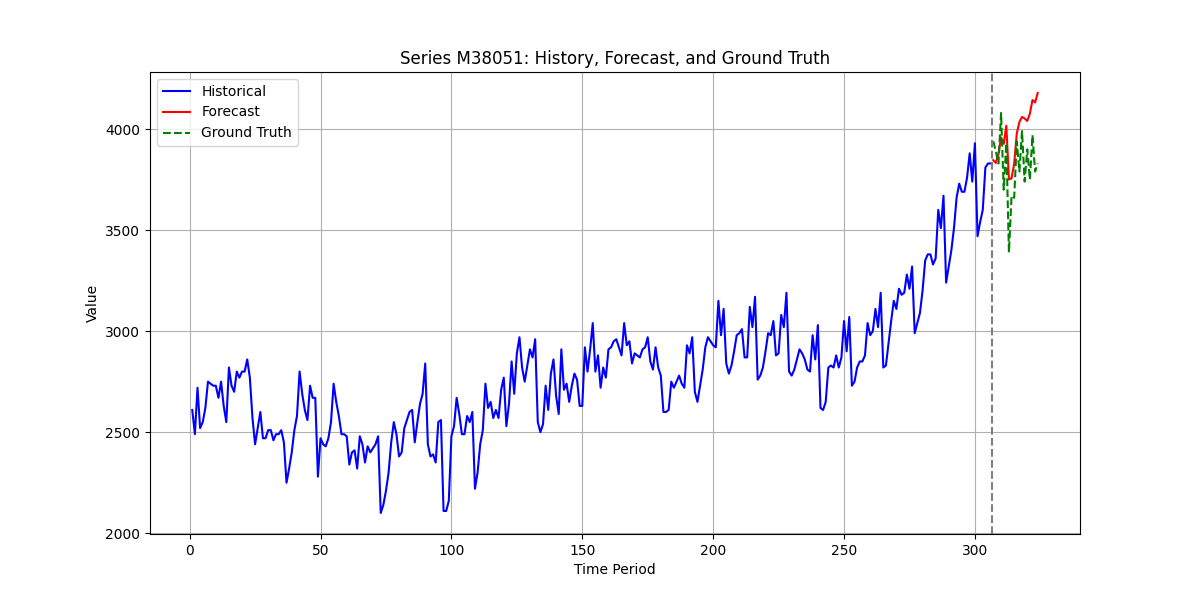 Series M38051: History, Forecast, and Ground Truth
Historical
Forecast
Ground Truth
4000
3500
3000
2500
2000
Value
0 50 100 150 200 250 300
Time Period